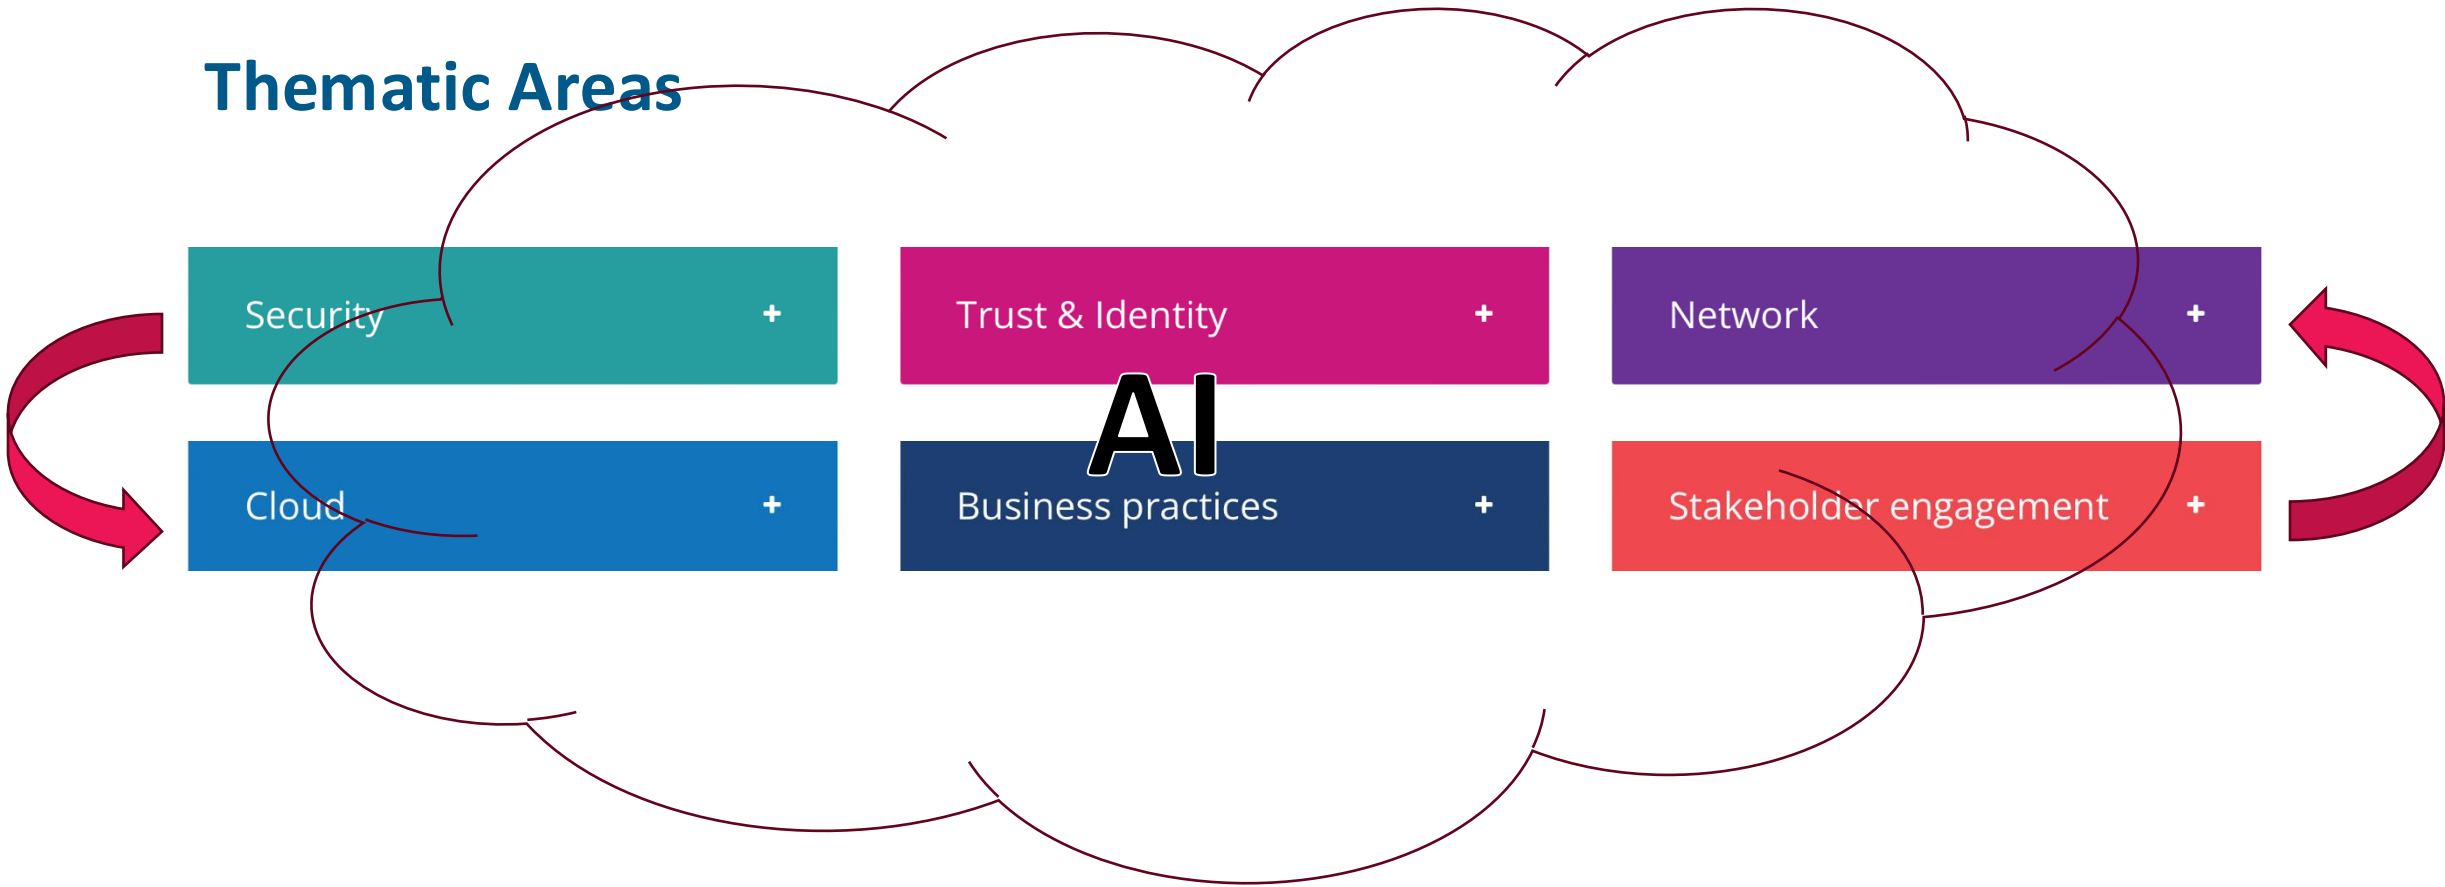 Thematic Areas
Security +
Trust & Identity +
Network +
AI
Cloud +
Business practices +
Stakeholder engagement +